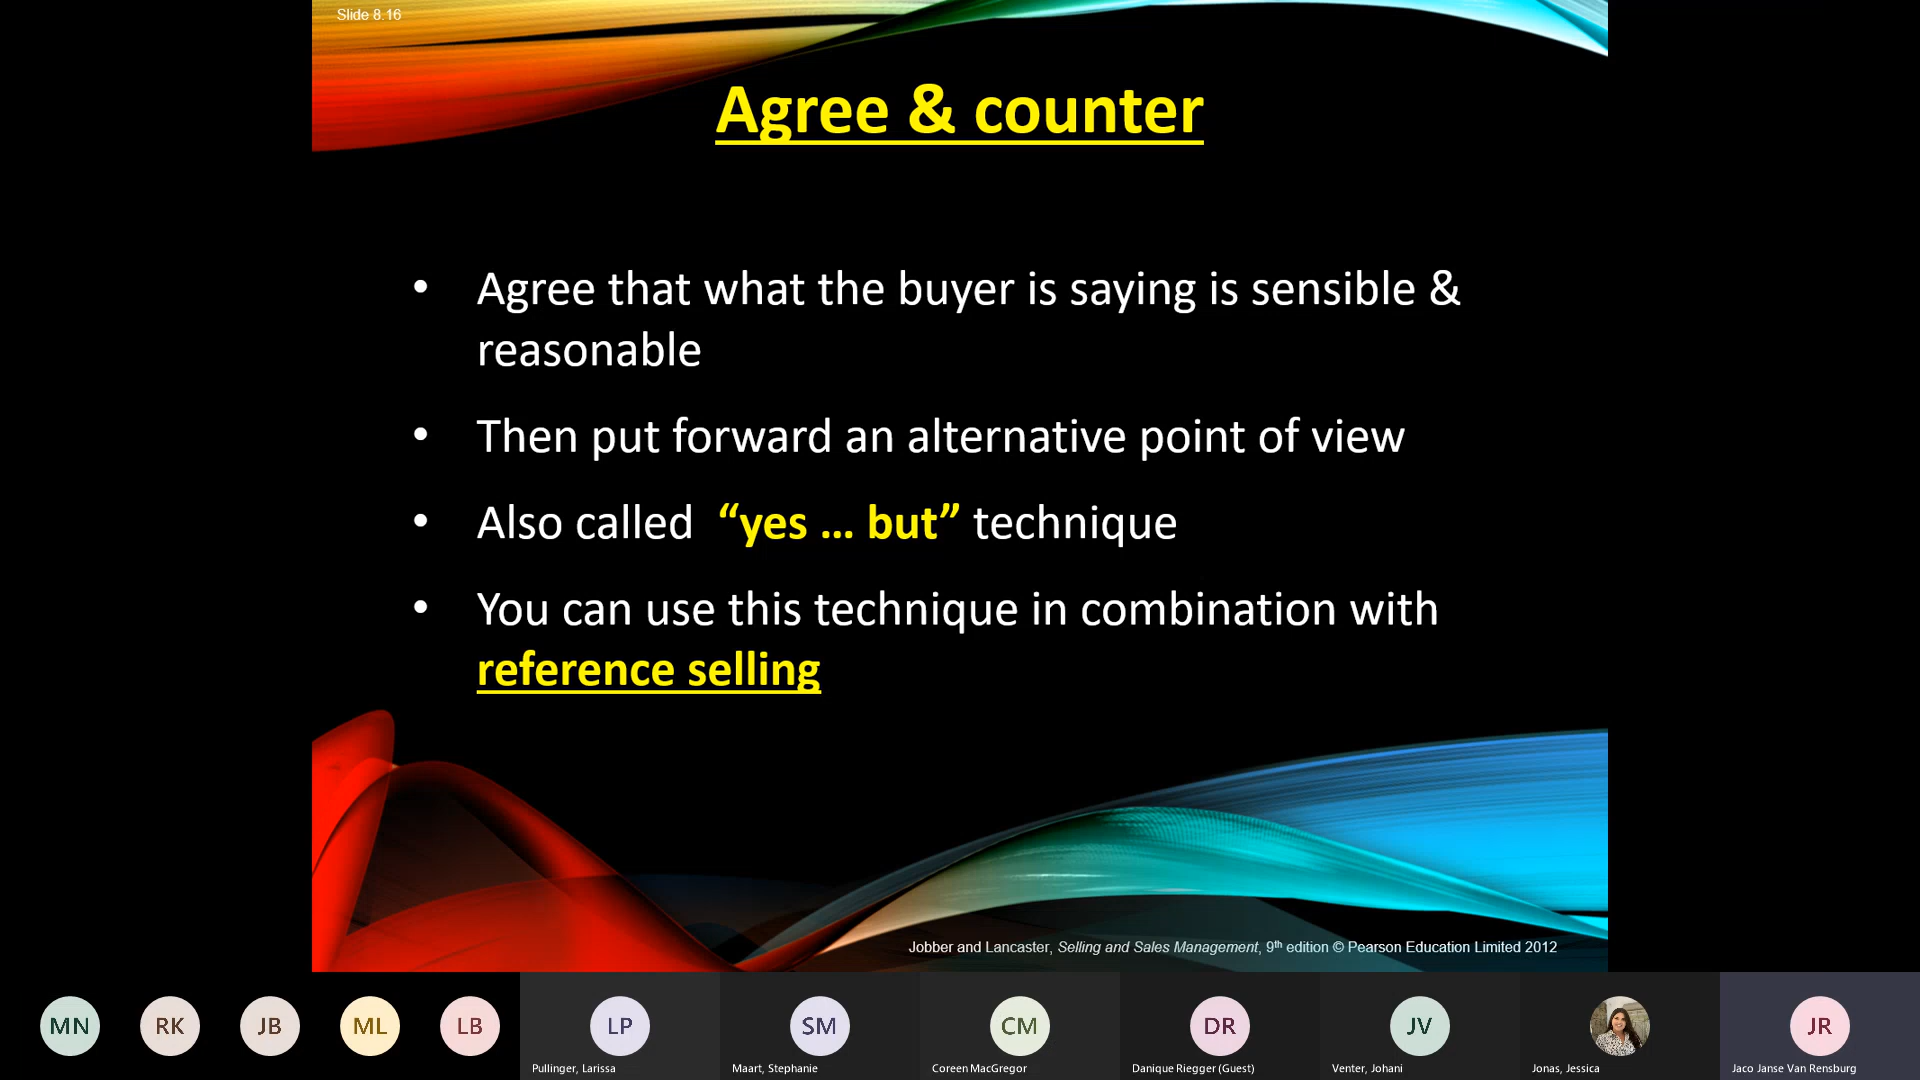 Slide 8.16
Agree & counter
• Agree that what the buyer is saying is sensible &
reasonable
• Then put forward an alternative point of view
• Also called “yes ... but” technique
• You can use this technique in combination with
reference selling
Jobber and Lancaster, Selling and Sales Management, 9th edition © Pearson Education Limited 2012
MN
RK
JB
ML
LB
LP
SM
CM
DR
JV
JR
Pullinger, Larissa
Maart, Stephanie
Coreen MacGregor
Danique Riegger (Guest)
Venter, Johani
Jonas, Jessica
Jaco Janse Van Rensburg